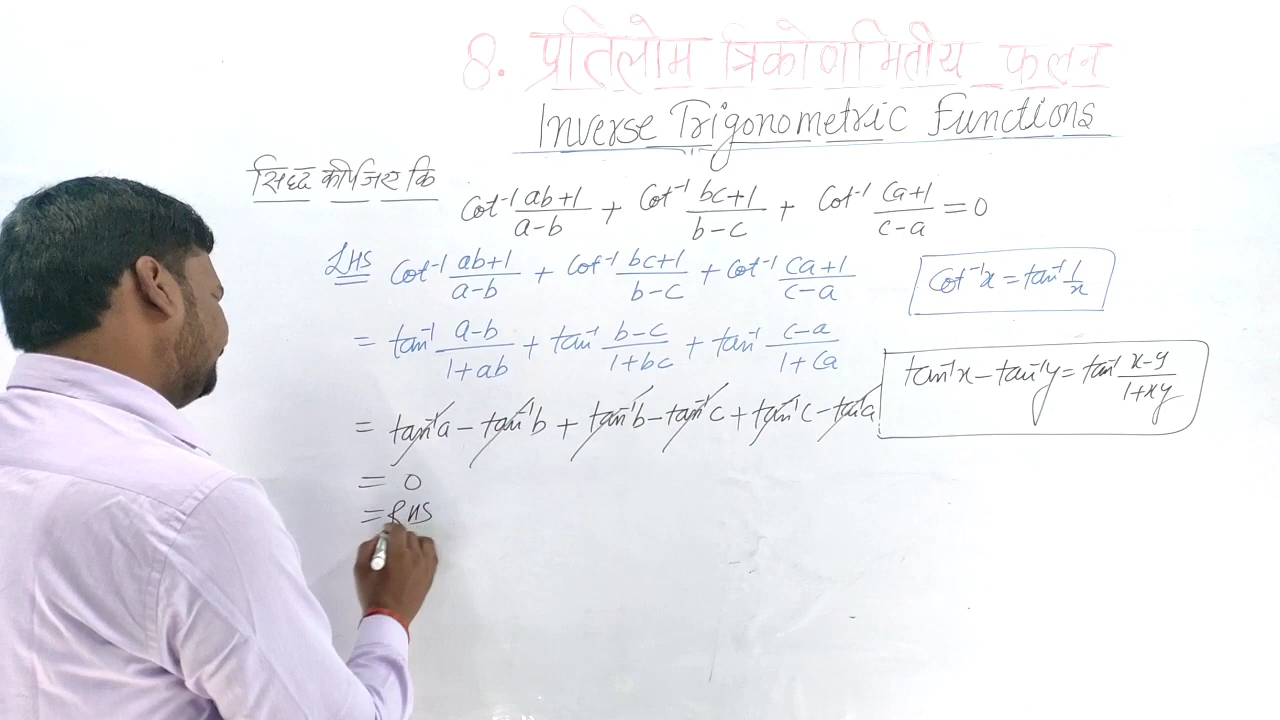 8. प्रतिलोम त्रिकोणमितीय फलन
Inverse Trigonometric Functions
सिध्द कीजिए कि
Cot⁻¹ (ab+1)/(a-b) + Cot⁻¹ (bc+1)/(b-c) + Cot⁻¹ (ca+1)/(c-a) = 0
LHS Cot⁻¹ (ab+1)/(a-b) + Cot⁻¹ (bc+1)/(b-c) + Cot⁻¹ (ca+1)/(c-a)
Cot⁻¹x = tan⁻¹ 1/x
= tan⁻¹ (a-b)/(1+ab) + tan⁻¹ (b-c)/(1+bc) + tan⁻¹ (c-a)/(1+ca)
tan⁻¹x - tan⁻¹y = tan⁻¹ (x-y)/(1+xy)
= tan⁻¹a - tan⁻¹b + tan⁻¹b - tan⁻¹c + tan⁻¹c - tan⁻¹a
= 0
= RHS